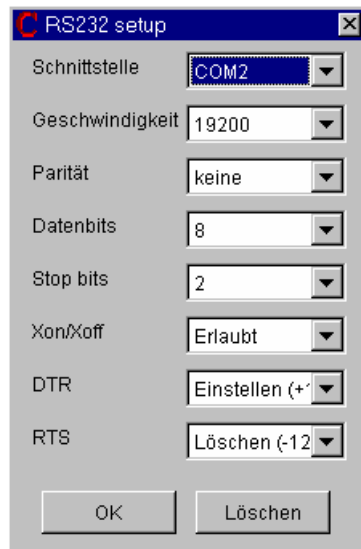 RS232 setup
Schnittstelle COM2
Geschwindigkeit 19200
Parität keine
Datenbits 8
Stop bits 2
Xon/Xoff Erlaubt
DTR Einstellen (+1
RTS Löschen (-12
OK Löschen